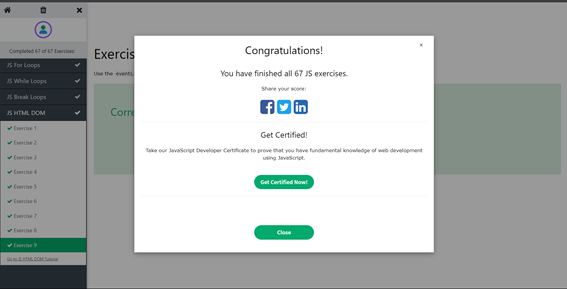 Completed 67 of 67 Exercises
JS For Loops
JS While Loops
JS Break Loops
JS HTML DOM
Exercise 1
Exercise 2
Exercise 3
Exercise 4
Exercise 5
Exercise 6
Exercise 7
Exercise 8
Exercise 9
Go to JS HTML DOM Tutorial
Exercise
Use the events
Corre
×
Congratulations!
You have finished all 67 JS exercises.
Share your score:
Get Certified!
Take our JavaScript Developer Certificate to prove that you have fundamental knowledge of web development
using JavaScript.
Get Certified Now!
Close